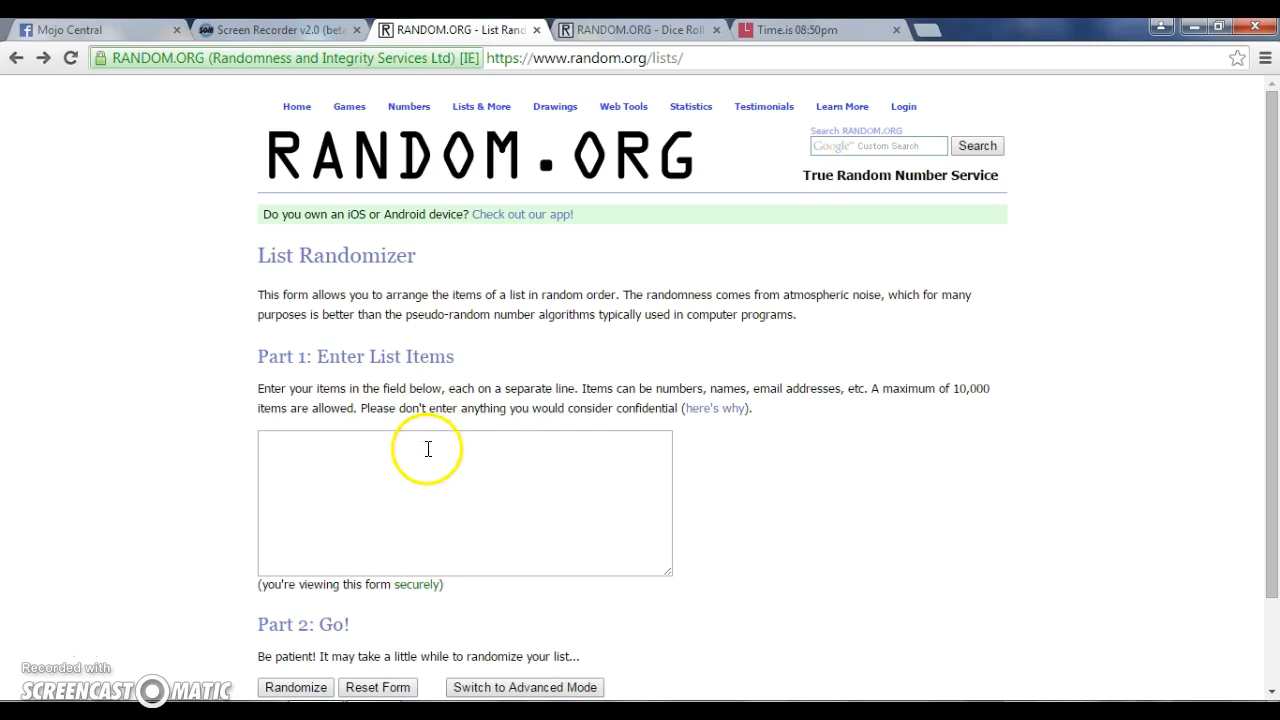 Möjö Central
Screen Recorder v2.0 (beta
RANDOM.ORG - List Rand
RANDOM.ORG - Dice Roll
Time.is 08:50pm
RANDOM.ORG (Randomness and Integrity Services Ltd) [IE] https://www.random.org/lists/
Home Games Numbers Lists & More Drawings Web Tools Statistics Testimonials Learn More Login
RANDOM.ORG
Search RANDOM.ORG
Google™ Custom Search
Search
True Random Number Service
Do you own an iOS or Android device? Check out our app!
List Randomizer
This form allows you to arrange the items of a list in random order. The randomness comes from atmospheric noise, which for many
purposes is better than the pseudo-random number algorithms typically used in computer programs.
Part 1: Enter List Items
Enter your items in the field below, each on a separate line. Items can be numbers, names, email addresses, etc. A maximum of 10,000
items are allowed. Please don't enter anything you would consider confidential (here's why).
(you're viewing this form securely)
Part 2: Go!
Be patient! It may take a little while to randomize your list...
Randomize Reset Form Switch to Advanced Mode
Recorded with
SCREENCAST-O-MATIC